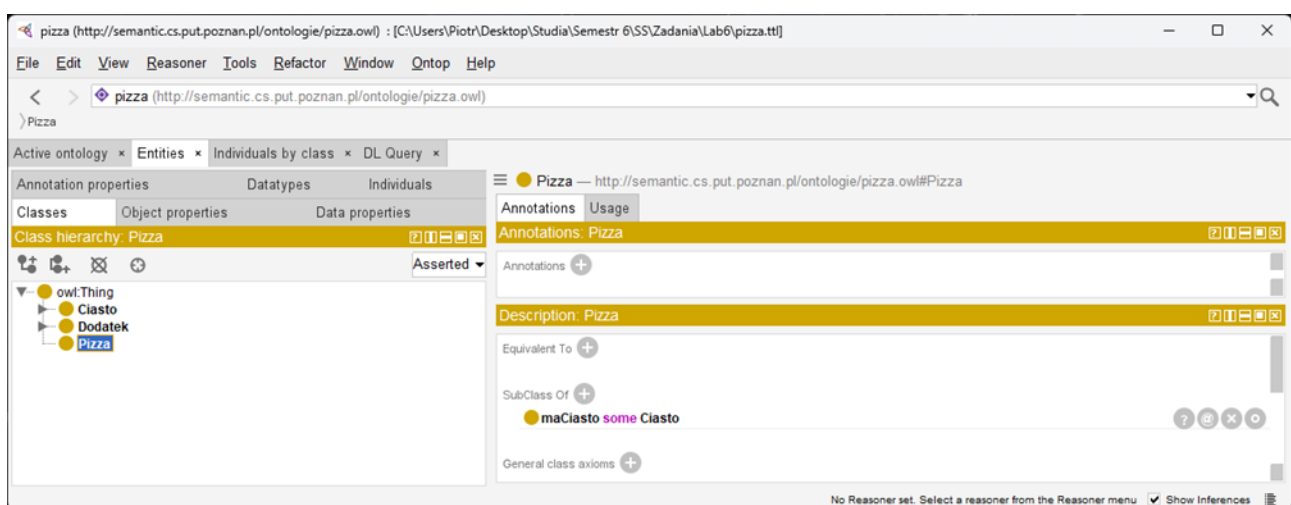 pizza (http://semantic.cs.put.poznan.pl/ontologie/pizza.owl) : [C:\Users\Piotr\Desktop\Studia\Semestr 6\SS\Zadania\Lab6\pizza.ttl]
File Edit View Reasoner Tools Refactor Window Ontop Help
pizza (http://semantic.cs.put.poznan.pl/ontologie/pizza.owl)
Pizza
Active ontology × Entities × Individuals by class × DL Query ×
Annotation properties Datatypes Individuals
Classes Object properties Data properties
Class hierarchy: Pizza
Asserted
owl:Thing
Ciasto
Dodatek
Pizza
Pizza — http://semantic.cs.put.poznan.pl/ontologie/pizza.owl#Pizza
Annotations Usage
Annotations: Pizza
Annotations
Description: Pizza
Equivalent To
SubClass Of
maCiasto some Ciasto
General class axioms
No Reasoner set. Select a reasoner from the Reasoner menu Show Inferences